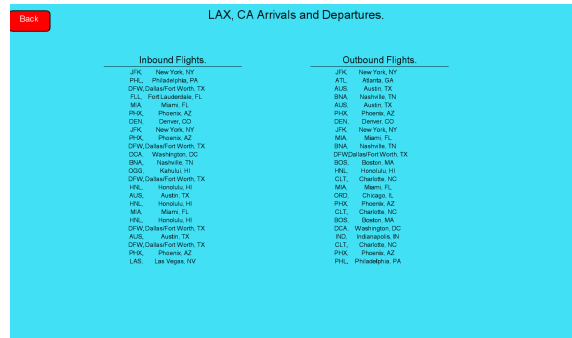 Back
LAX, CA Arrivals and Departures.
Inbound Flights.
JFK, New York, NY
PHL, Philadelphia, PA
DFW, Dallas/Fort Worth, TX
FLL, Fort Lauderdale, FL
MIA, Miami, FL
PHX, Phoenix, AZ
DEN, Denver, CO
JFK, New York, NY
PHX, Phoenix, AZ
DFW, Dallas/Fort Worth, TX
DCA, Washington, DC
BNA, Nashville, TN
OGG, Kahului, HI
DFW, Dallas/Fort Worth, TX
HNL, Honolulu, HI
AUS, Austin, TX
HNL, Honolulu, HI
MIA, Miami, FL
HNL, Honolulu, HI
DFW, Dallas/Fort Worth, TX
AUS, Austin, TX
DFW, Dallas/Fort Worth, TX
PHX, Phoenix, AZ
LAS, Las Vegas, NV
Outbound Flights.
JFK, New York, NY
ATL, Atlanta, GA
AUS, Austin, TX
BNA, Nashville, TN
AUS, Austin, TX
PHX, Phoenix, AZ
DEN, Denver, CO
JFK, New York, NY
MIA, Miami, FL
BNA, Nashville, TN
DFW, Dallas/Fort Worth, TX
BOS, Boston, MA
HNL, Honolulu, HI
CLT, Charlotte, NC
MIA, Miami, FL
ORD, Chicago, IL
PHX, Phoenix, AZ
CLT, Charlotte, NC
BOS, Boston, MA
DCA, Washington, DC
IND, Indianapolis, IN
CLT, Charlotte, NC
PHX, Phoenix, AZ
PHL, Philadelphia, PA